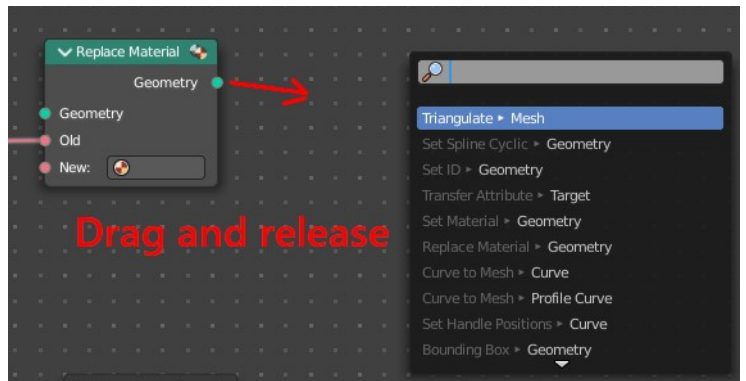 Replace Material
Geometry
Geometry
Old
New:
Drag and release
Triangulate ▸ Mesh
Set Spline Cyclic ▸ Geometry
Set ID ▸ Geometry
Transfer Attribute ▸ Target
Set Material ▸ Geometry
Replace Material ▸ Geometry
Curve to Mesh ▸ Curve
Curve to Mesh ▸ Profile Curve
Set Handle Positions ▸ Curve
Bounding Box ▸ Geometry